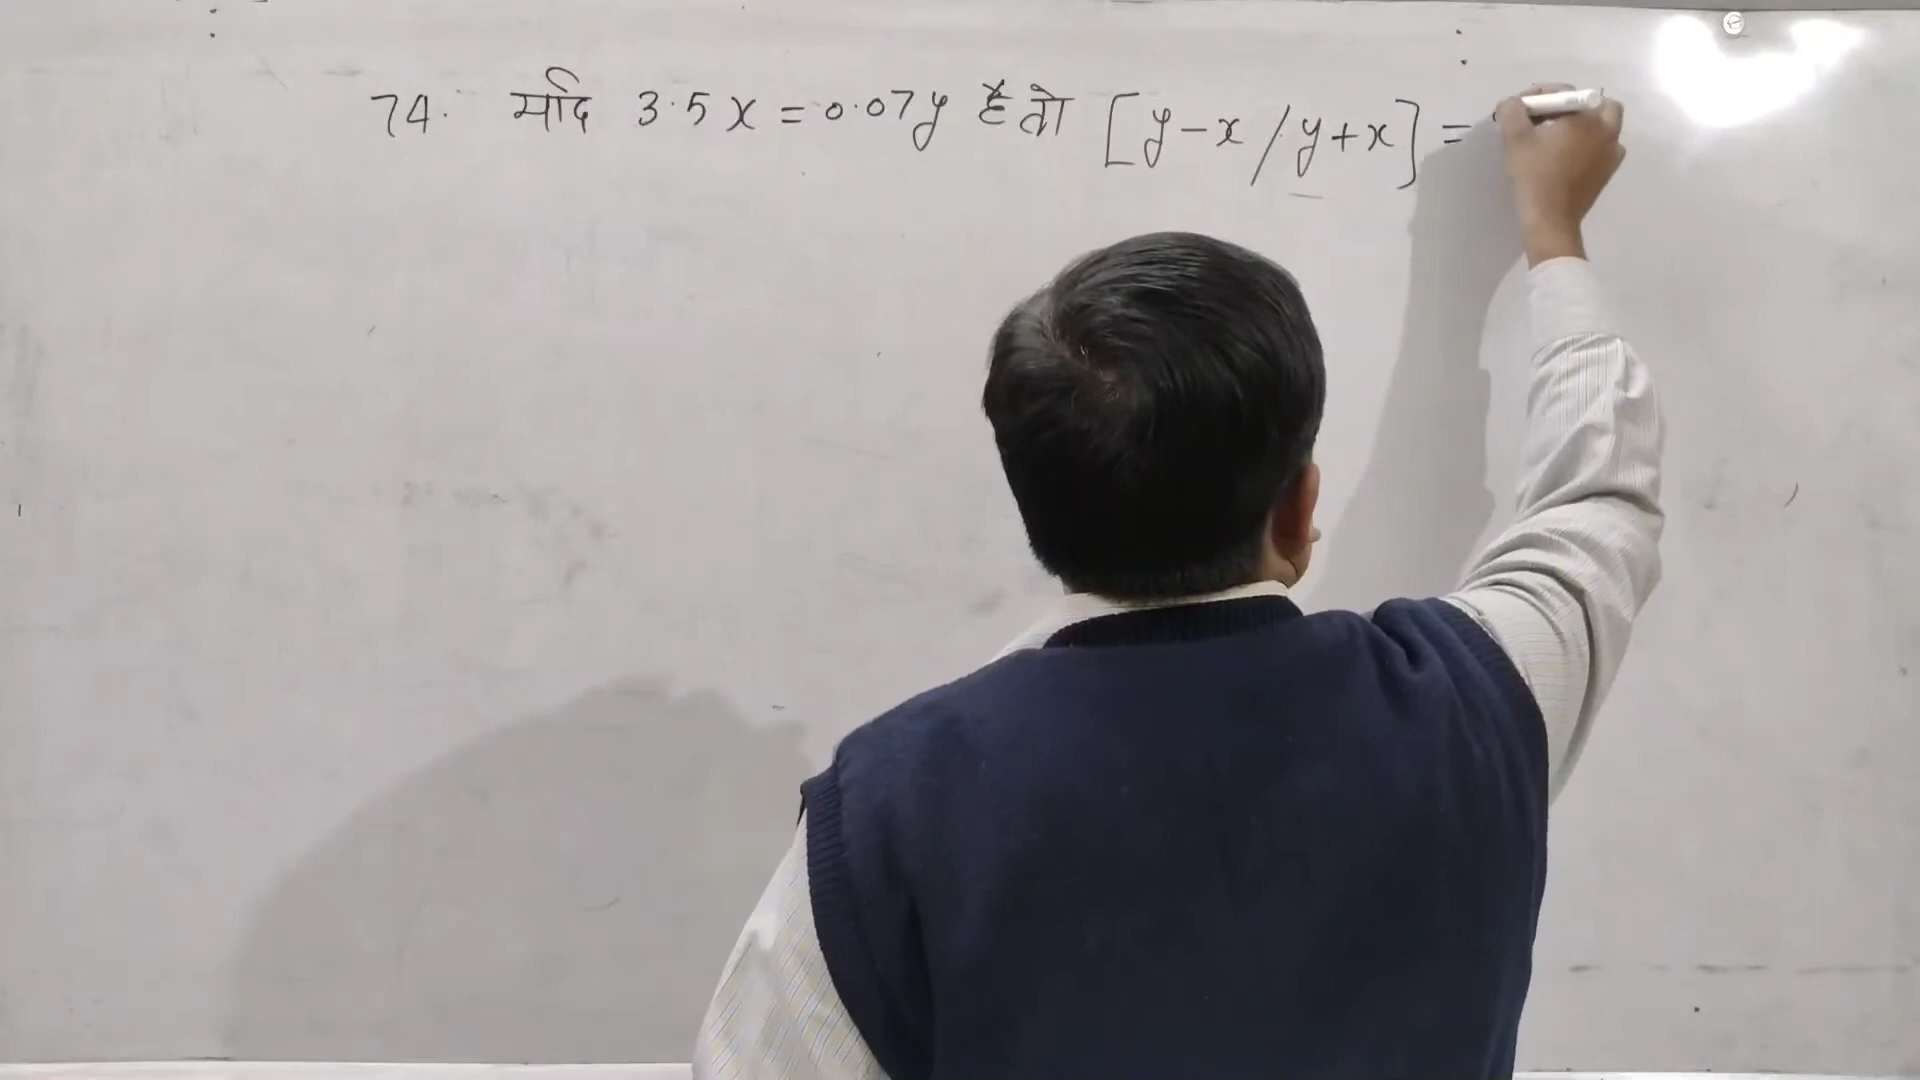 74. यदि 3.5x = 0.07y है तो [y-x/y+x] =